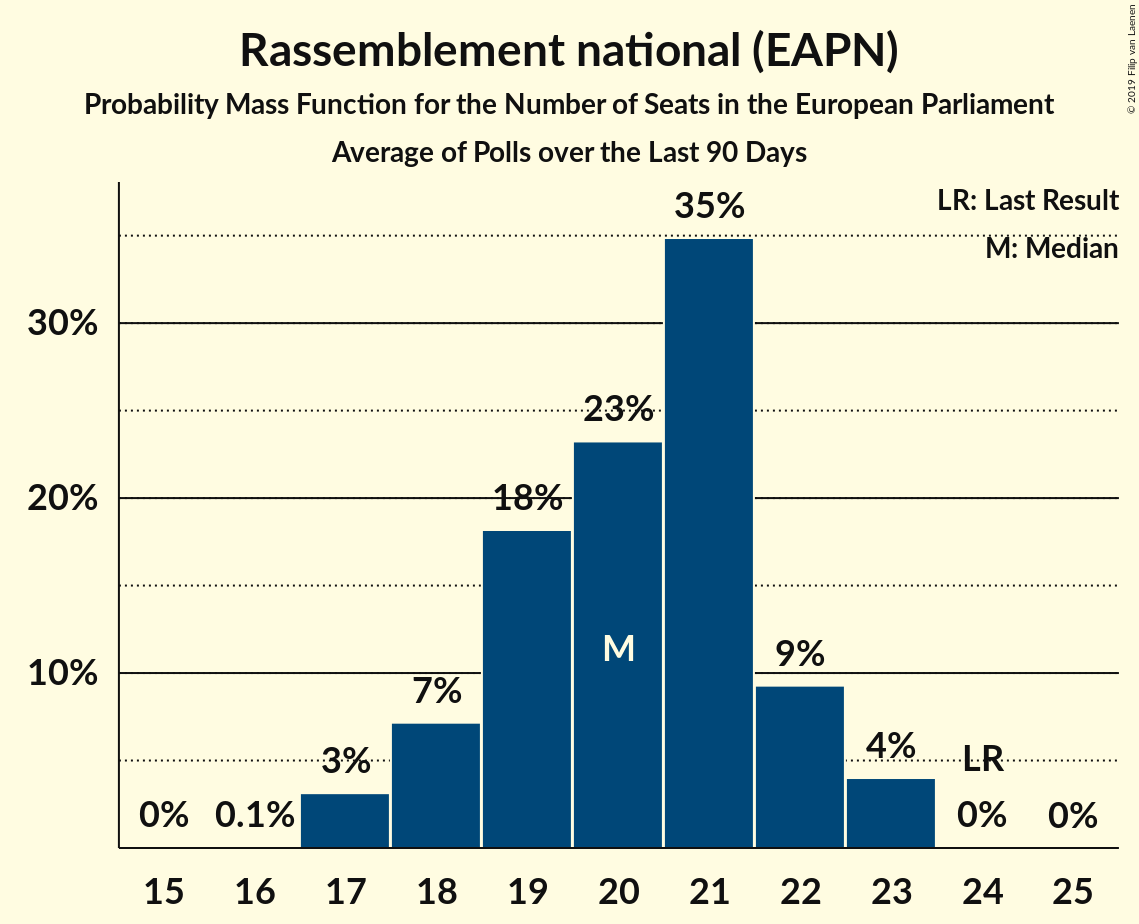 Rassemblement national (EAPN)
Probability Mass Function for the Number of Seats in the European Parliament
Average of Polls over the Last 90 Days
© 2019 Filip van Laenen
LR: Last Result
M: Median
35%
30%
23%
20%
18%
M
10%
9%
7%
4%
3%
LR
0%
0.1%
0%
0%
15 16 17 18 19 20 21 22 23 24 25